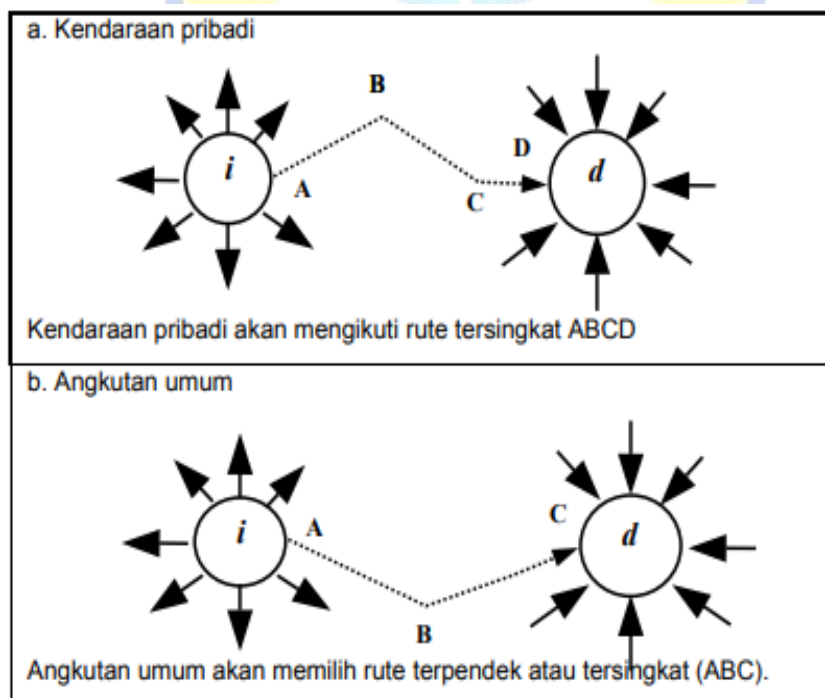 a. Kendaraan pribadi
B
D
i
d
A
C
Kendaraan pribadi akan mengikuti rute tersingkat ABCD
b. Angkutan umum
C
A
i
d
B
Angkutan umum akan memilih rute terpendek atau tersingkat (ABC).